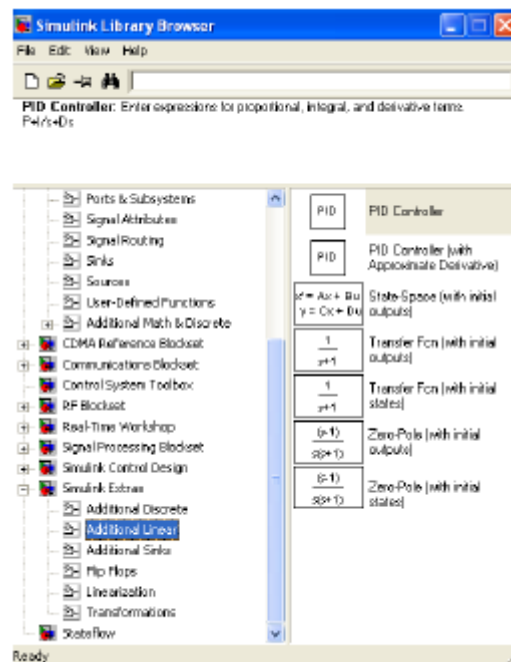 Simulink Library Browser
File Edit View Help
PID Controller: Enter expressions for proportional, integral, and derivative terms.
P+I/s+Ds
Ports & Subsystems
Signal Attributes
Signal Routing
Sinks
Sources
User-Defined Functions
Additional Math & Discrete
CDMA Reference Blockset
Communications Blockset
Control System Toolbox
RF Blockset
Real-Time Workshop
Signal Processing Blockset
Simulink Control Design
Simulink Extras
Additional Discrete
Additional Linear
Additional Sinks
Flip Flops
Linearization
Transformations
Stateflow
PID
PID Controller
PID
PID Controller (with
Approximate Derivative)
x' = Ax + Bu
y = Cx + Du
State-Space (with initial
outputs)
1
s+1
Transfer Fcn (with initial
outputs)
1
s+1
Transfer Fcn (with initial
states)
(s-1)
s(s+1)
Zero-Pole (with initial
outputs)
(s-1)
s(s+1)
Zero-Pole (with initial
states)
Ready